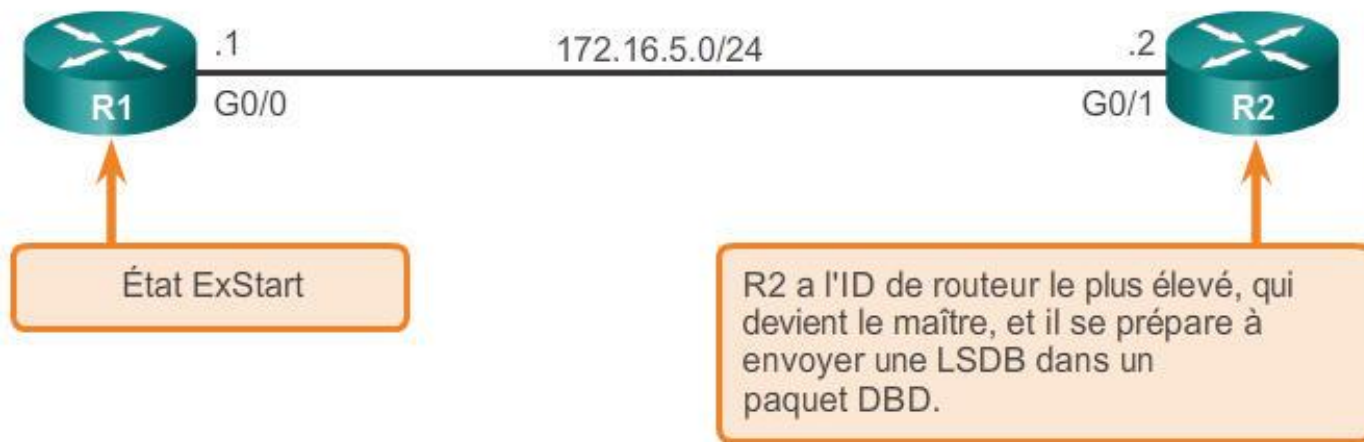 .1
172.16.5.0/24
.2
R1
G0/0
G0/1
R2
État ExStart
R2 a l'ID de routeur le plus élevé, qui
devient le maître, et il se prépare à
envoyer une LSDB dans un
paquet DBD.